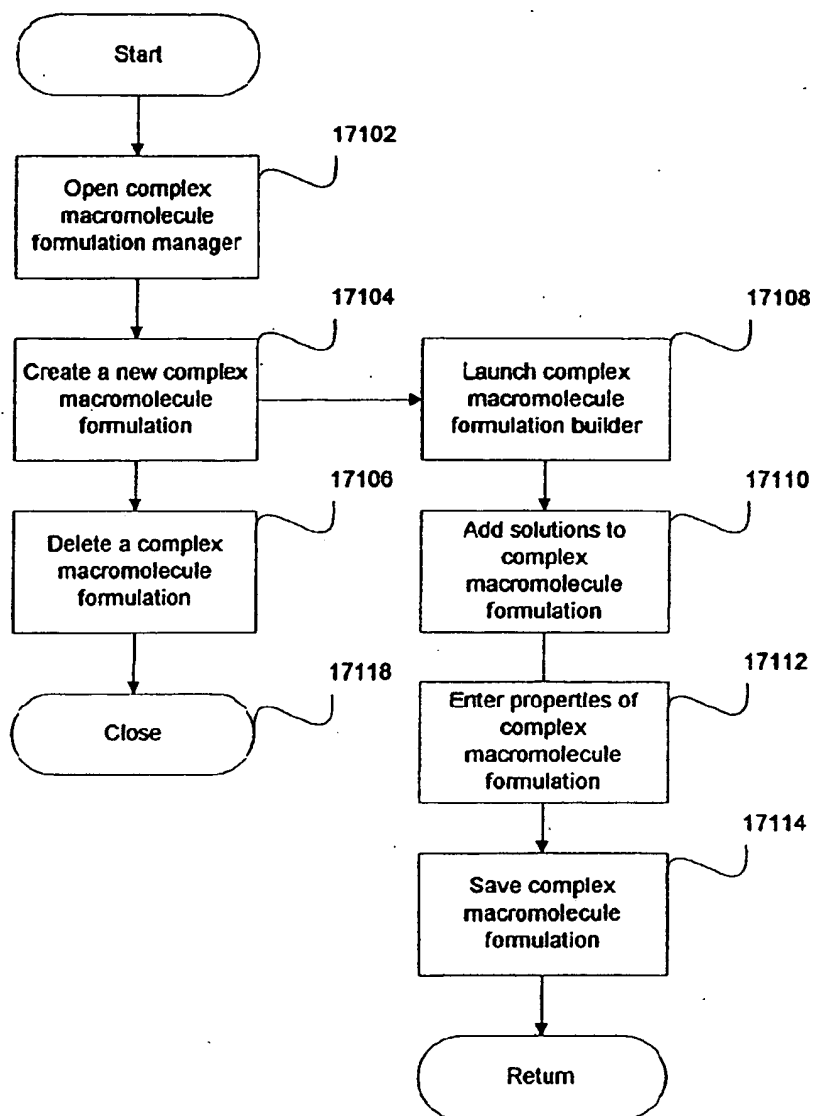 Start
17102
Open complex
macromolecule
formulation manager
17104
Create a new complex
macromolecule
formulation
17106
Delete a complex
macromolecule
formulation
17118
Close
17108
Launch complex
macromolecule
formulation builder
17110
Add solutions to
complex
macromolecule
formulation
17112
Enter properties of
complex
macromolecule
formulation
17114
Save complex
macromolecule
formulation
Return